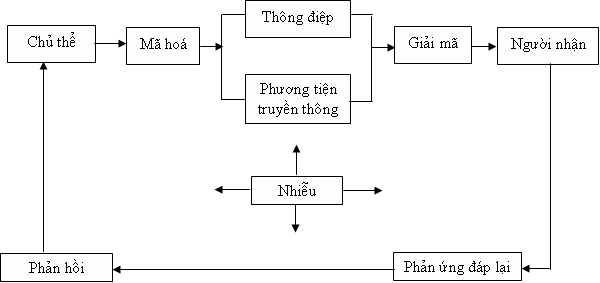 Chủ thể
Mã hoá
Thông điệp
Phương tiện
truyền thông
Giải mã
Người nhận
Nhiễu
Phản hồi
Phản ứng đáp lại